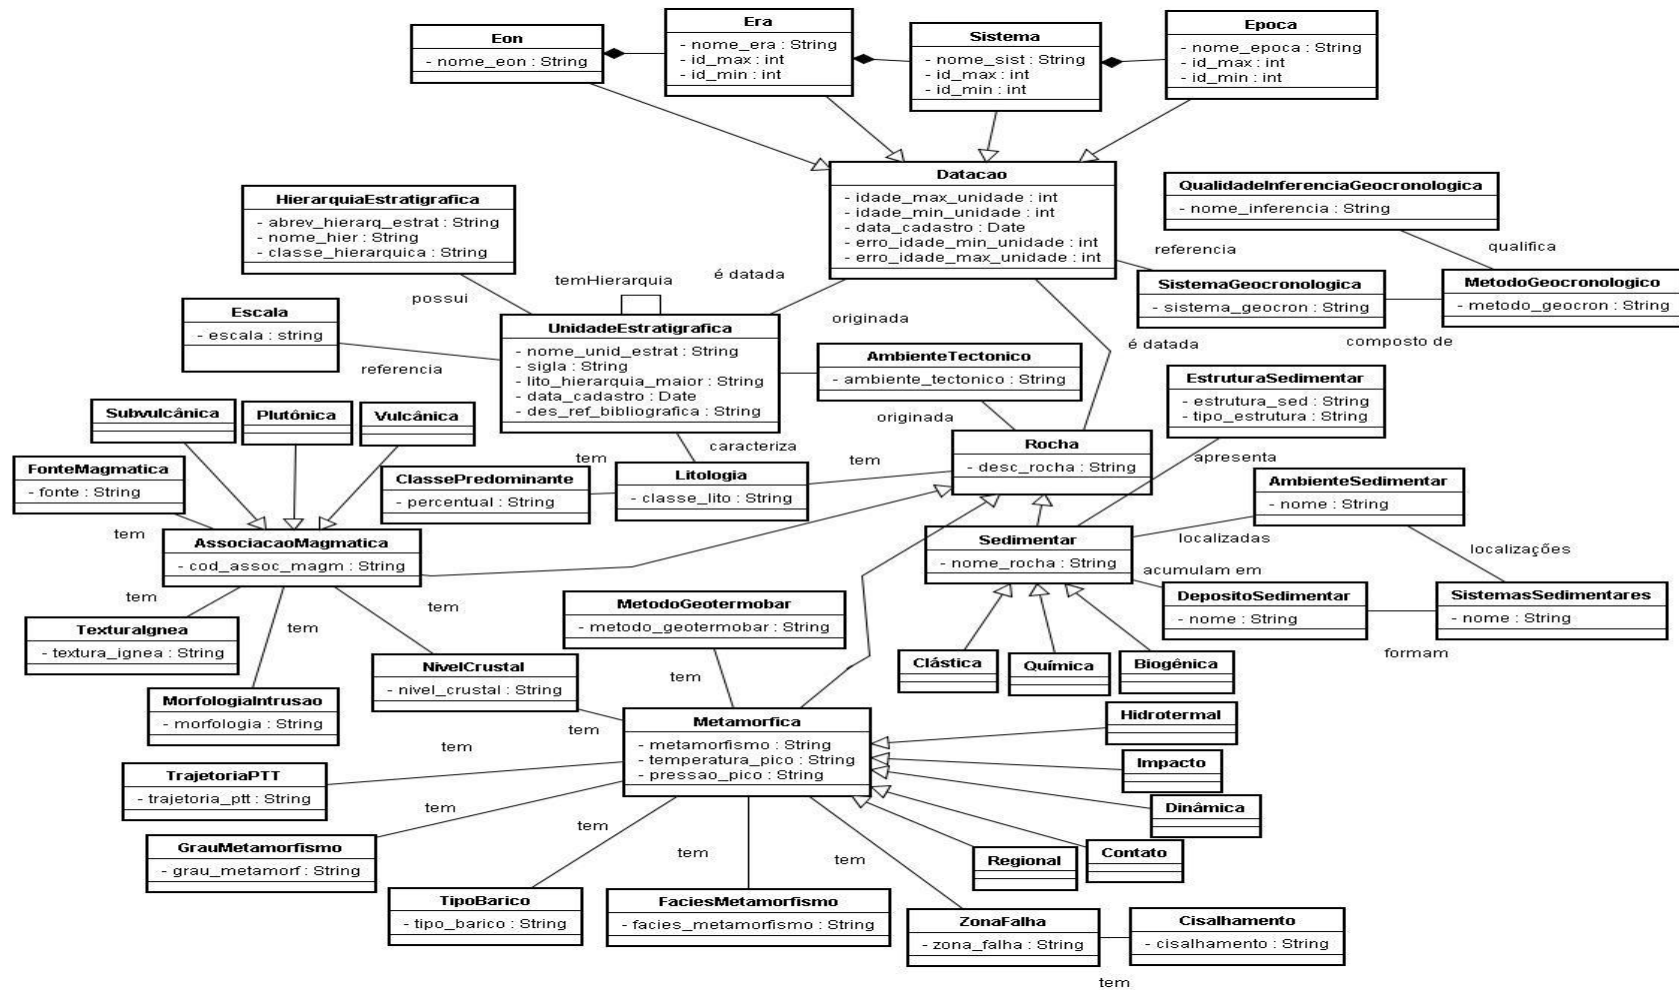 Eon
- nome_eon : String
Era
- nome_era : String
- id_max : int
- id_min : int
Sistema
- nome_sist : String
- id_max : int
- id_min : int
Epoca
- nome_epoca : String
- id_max : int
- id_min : int
Datacao
- idade_max_unidade : int
- idade_min_unidade : int
- data_cadastro : Date
- erro_idade_min_unidade : int
- erro_idade_max_unidade : int
QualidadeInferenciaGeocronologica
- nome_inferencia : String
referencia
qualifica
SistemaGeocronologica
- sistema_geocron : String
MetodoGeocronologico
- metodo_geocron : String
composto de
HierarquiaEstratigrafica
- abrev_hierarq_estrat : String
- nome_hier : String
- classe_hierarquica : String
possui
temHierarquia
é datada
Escala
- escala : string
referencia
UnidadeEstratigrafica
- nome_unid_estrat : String
- sigla : String
- lito_hierarquia_maior : String
- data_cadastro : Date
- des_ref_bibliografica : String
originada
AmbienteTectonico
- ambiente_tectonico : String
originada
é datada
EstruturaSedimentar
- estrutura_sed : String
- tipo_estrutura : String
apresenta
Subvulcânica
Plutônica
Vulcânica
FonteMagmatica
- fonte : String
tem
ClassePredominante
- percentual : String
tem
caracteriza
Litologia
- classe_lito : String
tem
Rocha
- desc_rocha : String
AmbienteSedimentar
- nome : String
AssociacaoMagmatica
- cod_assoc_magm : String
Sedimentar
- nome_rocha : String
localizadas
localizações
acumulam em
DepositoSedimentar
- nome : String
SistemasSedimentares
- nome : String
formam
tem
tem
tem
TexturaIgnea
- textura_ignea : String
MetodoGeotermobar
- metodo_geotermobar : String
tem
NivelCrustal
- nivel_crustal : String
tem
MorfologiaIntrusao
- morfologia : String
Clástica
Química
Biogênica
Metamorfica
- metamorfismo : String
- temperatura_pico : String
- pressao_pico : String
Hidrotermal
Impacto
Dinâmica
Contato
Regional
tem
TrajetoriaPTT
- trajetoria_ptt : String
tem
GrauMetamorfismo
- grau_metamorf : String
tem
TipoBarico
- tipo_barico : String
tem
FaciesMetamorfismo
- facies_metamorfismo : String
tem
ZonaFalha
- zona_falha : String
Cisalhamento
- cisalhamento : String
tem